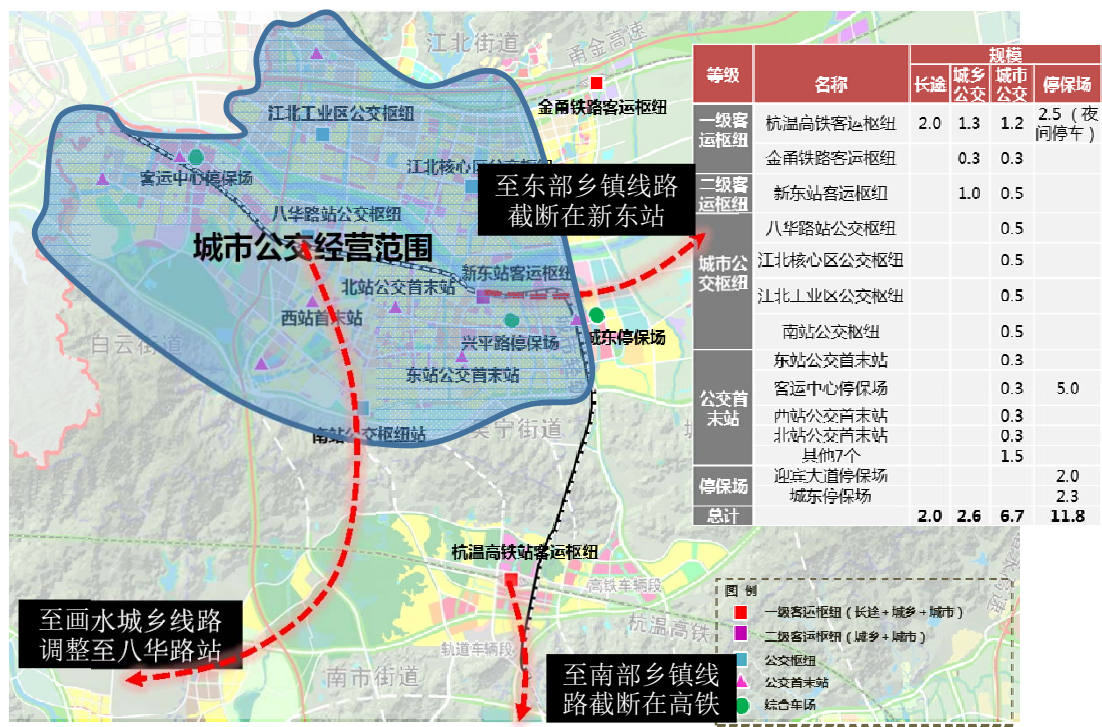 江北街道
甬金高速
金甬铁路客运枢纽
江北工业区公交枢纽
江北核心区公交枢纽
客运中心停保场
至东部乡镇线路
截断在新东站
八华路站公交枢纽
城市公交经营范围
新东站客运枢纽
北站公交首末站
西站首末站
白云街道
兴平路停保场
城东停保场
东站公交首末站
南站公交枢纽站
吴宁街道
杭温高铁站客运枢纽
高铁车辆段
杭温高铁
轨道车辆段
南市街道
至画水城乡线路
调整至八华路站
至南部乡镇线
路截断在高铁
等级 名称 规模
长途 城乡公交 城市公交 停保场
一级客运枢纽 杭温高铁客运枢纽 2.0 1.3 1.2 2.5（夜间停车）
金甬铁路客运枢纽 0.3 0.3
二级客运枢纽 新东站客运枢纽 1.0 0.5
城市公交枢纽 八华路站公交枢纽 0.5
江北核心区公交枢纽 0.5
江北工业区公交枢纽 0.5
南站公交枢纽 0.5
公交首末站 东站公交首末站 0.3
客运中心停保场 0.3 5.0
西站公交首末站 0.3
北站公交首末站 0.3
其他7个 1.5
停保场 迎宾大道停保场 2.0
城东停保场 2.3
总计 2.0 2.6 6.7 11.8
图 例
一级客运枢纽（长途+城乡+城市）
二级客运枢纽（城乡+城市）
公交枢纽
公交首末站
综合车场